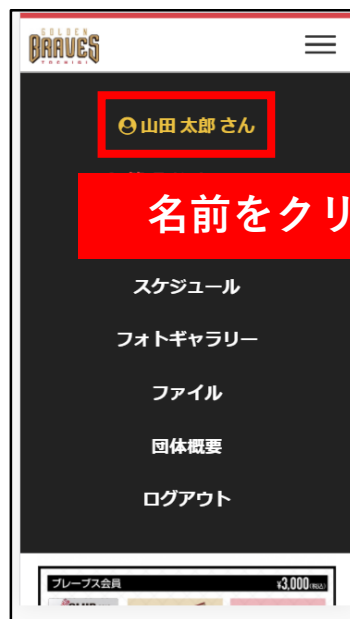 GOLDEN
BRAVES
TOCHIGI
山田 太郎 さん
名前をクリ
スケジュール
フォトギャラリー
ファイル
団体概要
ログアウト
ブレーブス会員
¥3,000(税込)